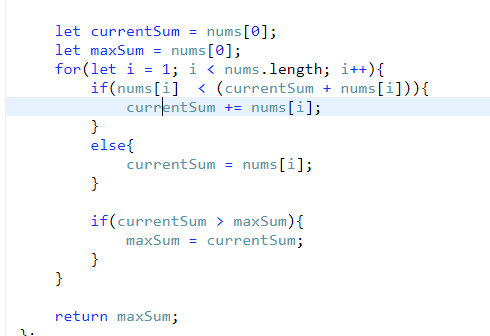 let currentSum = nums[0];
let maxSum = nums[0];
for(let i = 1; i < nums.length; i++){
if(nums[i]  < (currentSum + nums[i])){
currentSum += nums[i];
}
else{
currentSum = nums[i];
}
if(currentSum > maxSum){
maxSum = currentSum;
}
}
return maxSum;
};